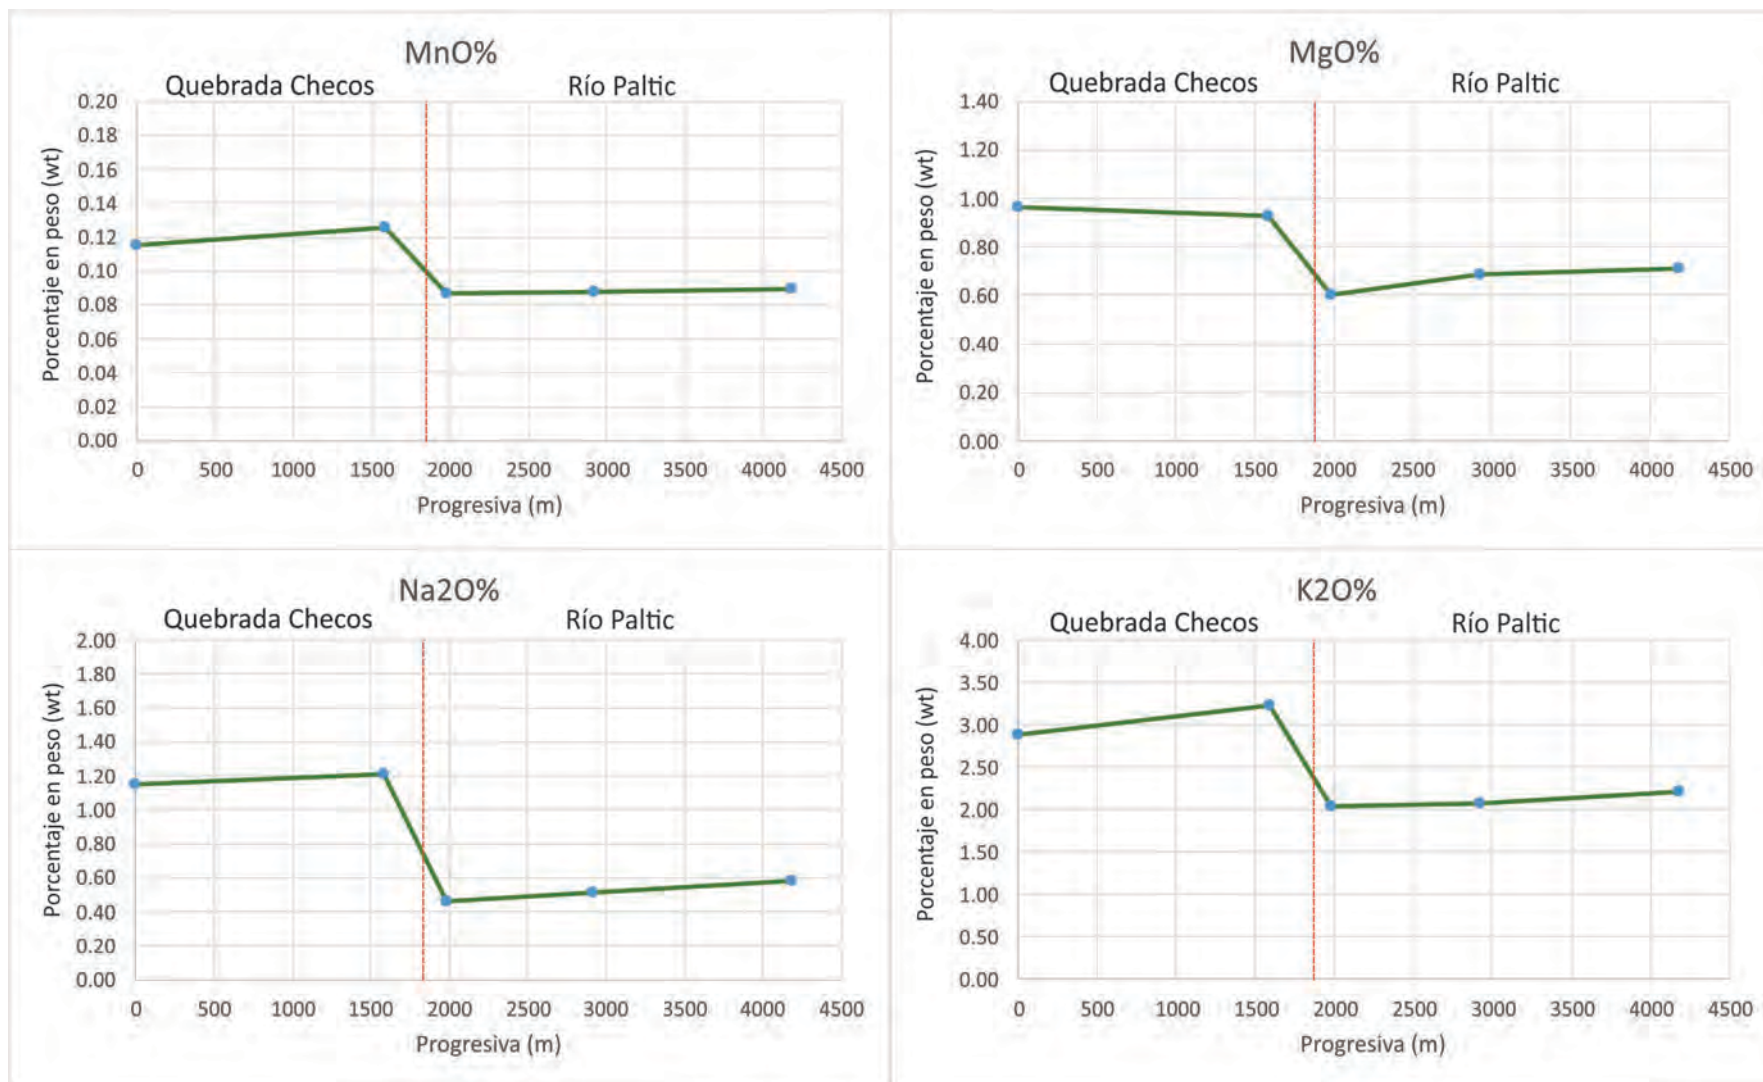 MnO%
Quebrada Checos Río Paltic
Porcentaje en peso (wt)
0.20
0.18
0.16
0.14
0.12
0.10
0.08
0.06
0.04
0.02
0.00
0 500 1000 1500 2000 2500 3000 3500 4000 4500
Progresiva (m)
MgO%
Quebrada Checos Río Paltic
Porcentaje en peso (wt)
1.40
1.20
1.00
0.80
0.60
0.40
0.20
0.00
0 500 1000 1500 2000 2500 3000 3500 4000 4500
Progresiva (m)
Na2O%
Quebrada Checos Río Paltic
Porcentaje en peso (wt)
2.00
1.80
1.60
1.40
1.20
1.00
0.80
0.60
0.40
0.20
0.00
0 500 1000 1500 2000 2500 3000 3500 4000 4500
Progresiva (m)
K2O%
Quebrada Checos Río Paltic
Porcentaje en peso (wt)
4.00
3.50
3.00
2.50
2.00
1.50
1.00
0.50
0.00
0 500 1000 1500 2000 2500 3000 3500 4000 4500
Progresiva (m)